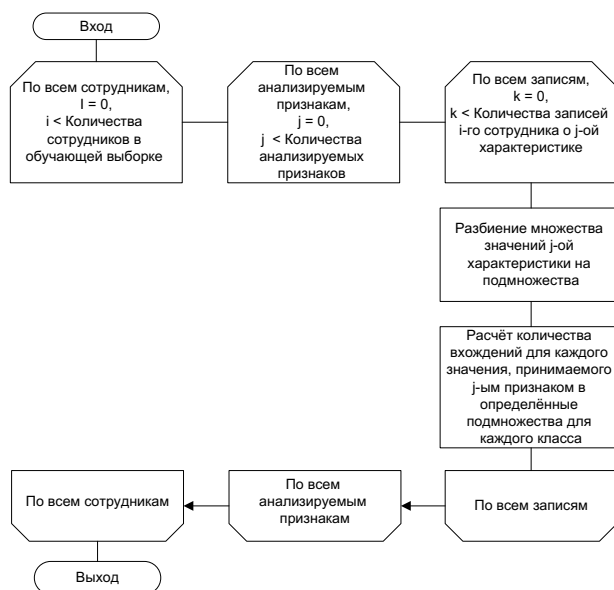 Вход
По всем сотрудникам,
I = 0,
i < Количества
сотрудников в
обучающей выборке
По всем
анализируемым
признакам,
j = 0,
j < Количества
анализируемых
признаков
По всем записям,
k = 0,
k < Количества записей
i-го сотрудника о j-ой
характеристике
Разбиение множества
значений j-ой
характеристики на
подмножества
Расчёт количества
вхождений для каждого
значения, принимаемого
j-ым признаком в
определённые
подмножества для
каждого класса
По всем записям
По всем
анализируемым
признакам
По всем сотрудникам
Выход